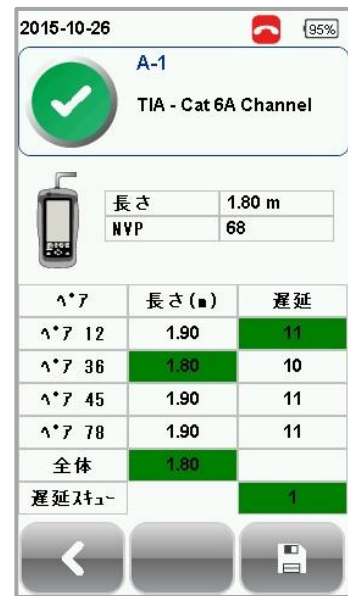 2015-10-26 95%
A-1
TIA - Cat 6A Channel
長さ 1.80 m
NVP 68
ペア 長さ(m) 遅延
ペア 12 1.90 11
ペア 36 1.80 10
ペア 45 1.90 11
ペア 78 1.90 11
全体 1.80
遅延スキュー 1